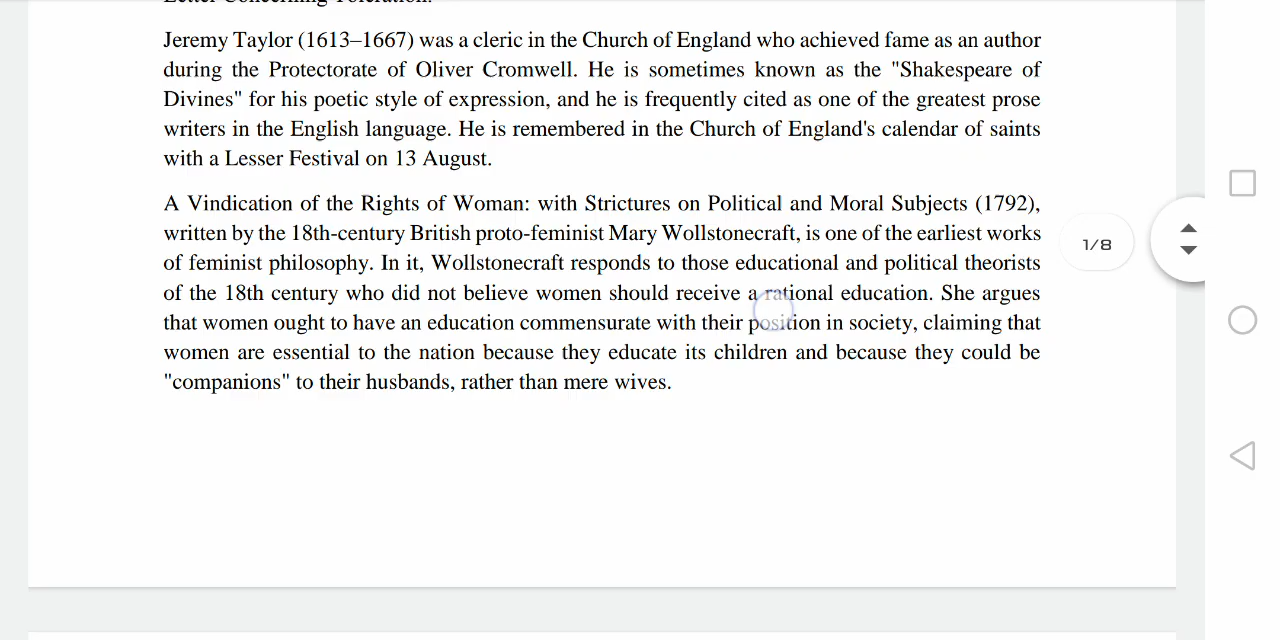 Letter Concerning Toleration.
Jeremy Taylor (1613–1667) was a cleric in the Church of England who achieved fame as an author
during the Protectorate of Oliver Cromwell. He is sometimes known as the "Shakespeare of
Divines" for his poetic style of expression, and he is frequently cited as one of the greatest prose
writers in the English language. He is remembered in the Church of England's calendar of saints
with a Lesser Festival on 13 August.
A Vindication of the Rights of Woman: with Strictures on Political and Moral Subjects (1792),
written by the 18th-century British proto-feminist Mary Wollstonecraft, is one of the earliest works
of feminist philosophy. In it, Wollstonecraft responds to those educational and political theorists
of the 18th century who did not believe women should receive a rational education. She argues
that women ought to have an education commensurate with their position in society, claiming that
women are essential to the nation because they educate its children and because they could be
"companions" to their husbands, rather than mere wives.
1/8